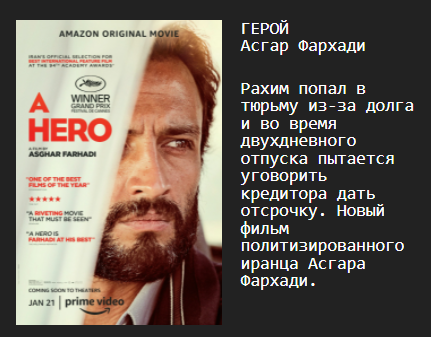 AMAZON ORIGINAL MOVIE
IRAN'S OFFICIAL SELECTION FOR
BEST INTERNATIONAL FEATURE FILM
AT THE 94TH ACADEMY AWARDS®
WINNER
GRAND PRIX
FESTIVAL DE CANNES
A
HERO
A FILM BY
ASGHAR FARHADI
"ONE OF THE BEST
FILMS OF THE YEAR"
★★★★★
"A RIVETING MOVIE
THAT MUST BE SEEN"
"A HERO IS
FARHADI AT HIS BEST"
COMING SOON TO THEATERS
JAN 21 | prime video
ГЕРОЙ
Асгар Фархади
Рахим попал в
тюрьму из-за долга
и во время
двухдневного
отпуска пытается
уговорить
кредитора дать
отсрочку. Новый
фильм
политизированного
иранца Асгара
Фархади.